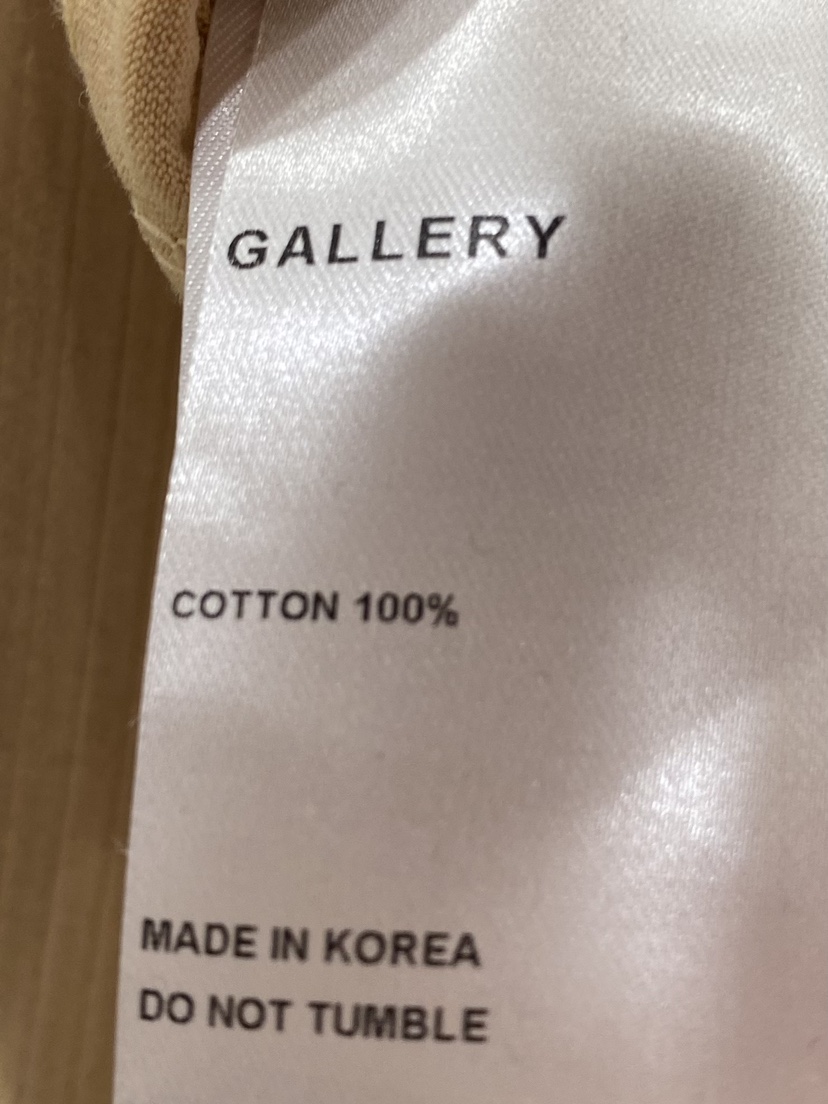 GALLERY
COTTON 100%
MADE IN KOREA
DO NOT TUMBLE